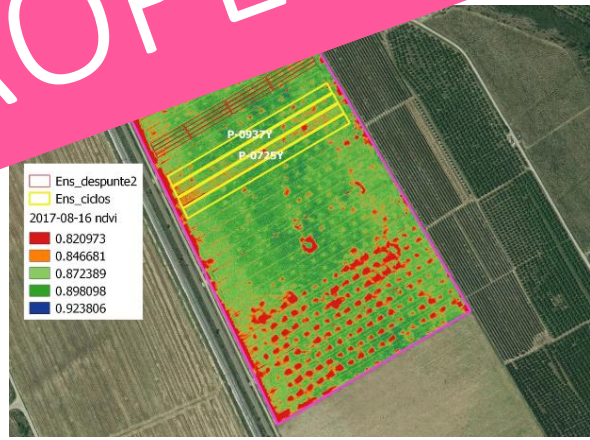 Ens_despunte2
Ens_ciclos
2017-08-16 ndvi
0.820973
0.846681
0.872389
0.898098
0.923806
P-0937Y
P-0725Y